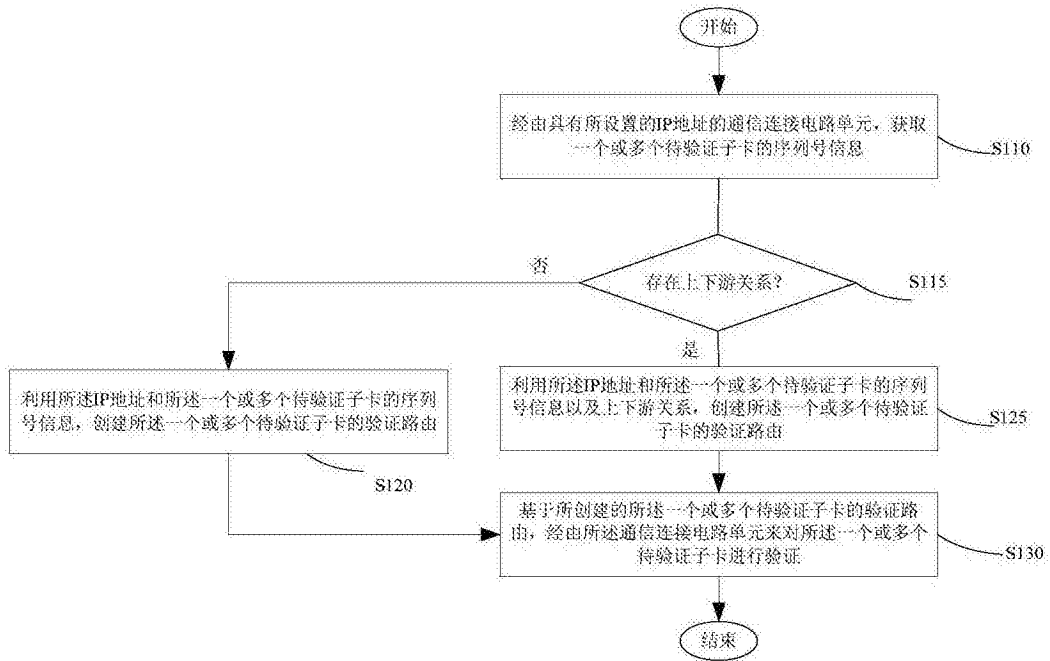 开始
经由具有所设置的IP地址的通信连接电路单元，获取
一个或多个待验证子卡的序列号信息
S110
存在上下游关系？
S115
否
是
利用所述IP地址和所述一个或多个待验证子卡的序列
号信息，创建所述一个或多个待验证子卡的验证路由
S120
利用所述IP地址和所述一个或多个待验证子卡的序列
号信息以及上下游关系，创建所述一个或多个待验证
子卡的验证路由
S125
基于所创建的所述一个或多个待验证子卡的验证路
由，经由所述通信连接电路单元来对所述一个或多个
待验证子卡进行验证
S130
结束